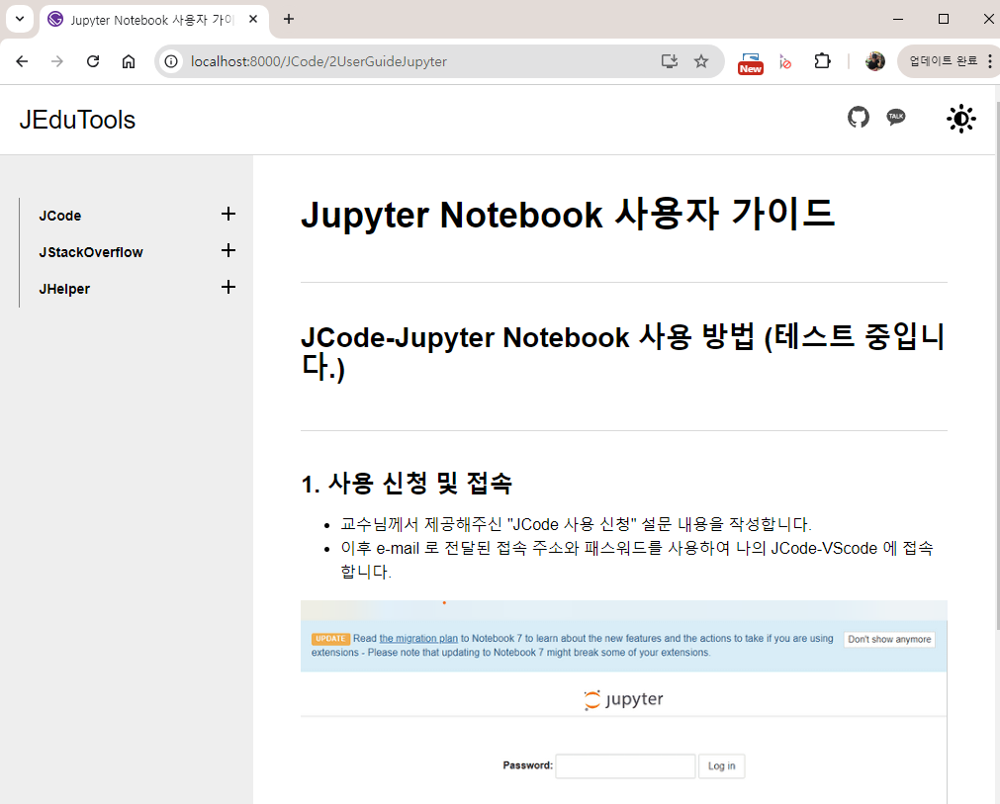 Jupyter Notebook 사용자 가이
localhost:8000/JCode/2UserGuideJupyter
New
업데이트 완료
JEduTools
TALK
JCode
JStackOverflow
JHelper
Jupyter Notebook 사용자 가이드
JCode-Jupyter Notebook 사용 방법 (테스트 중입니
다.)
1. 사용 신청 및 접속
교수님께서 제공해주신 "JCode 사용 신청" 설문 내용을 작성합니다.
이후 e-mail 로 전달된 접속 주소와 패스워드를 사용하여 나의 JCode-VScode 에 접속
합니다.
UPDATE Read the migration plan to Notebook 7 to learn about the new features and the actions to take if you are using
extensions - Please note that updating to Notebook 7 might break some of your extensions.
Don't show anymore
jupyter
Password:
Log in